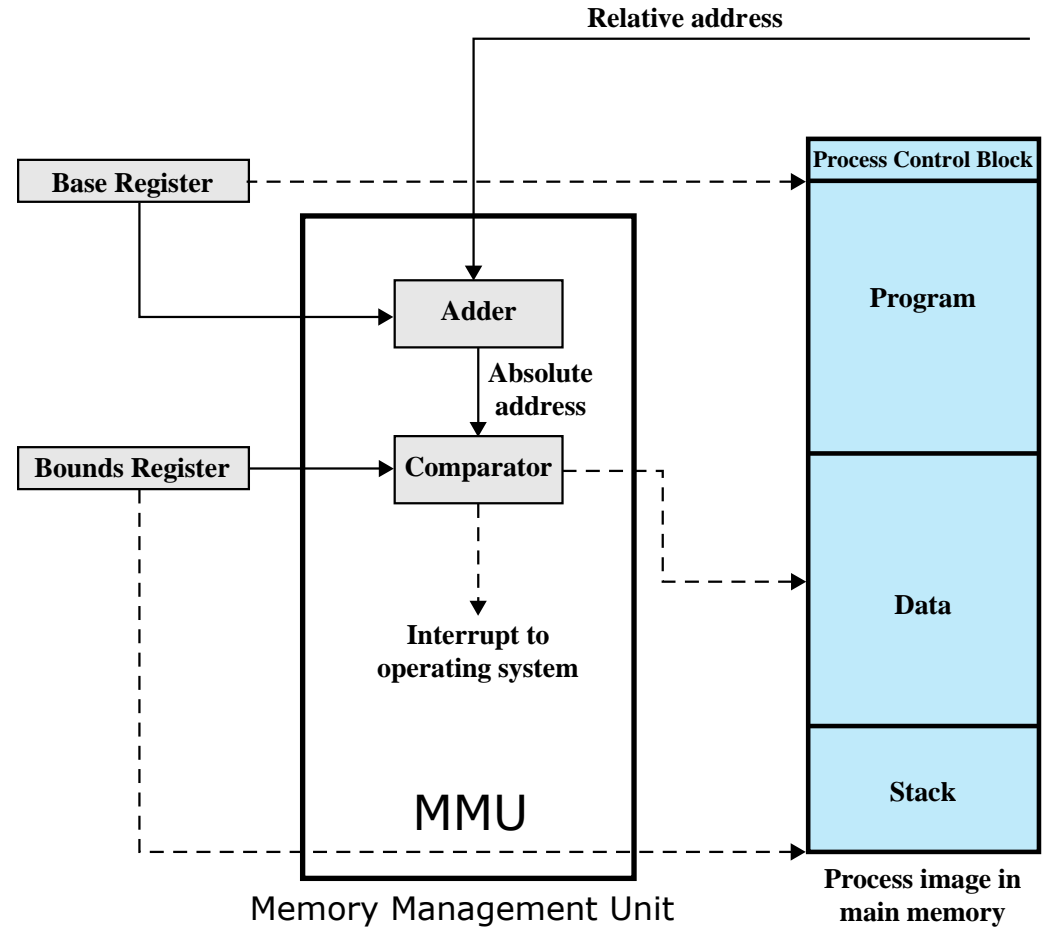 Relative address
Process Control Block
Base Register
Program
Adder
Absolute
address
Bounds Register
Comparator
Data
Interrupt to
operating system
Stack
MMU
Process image in
main memory
Memory Management Unit